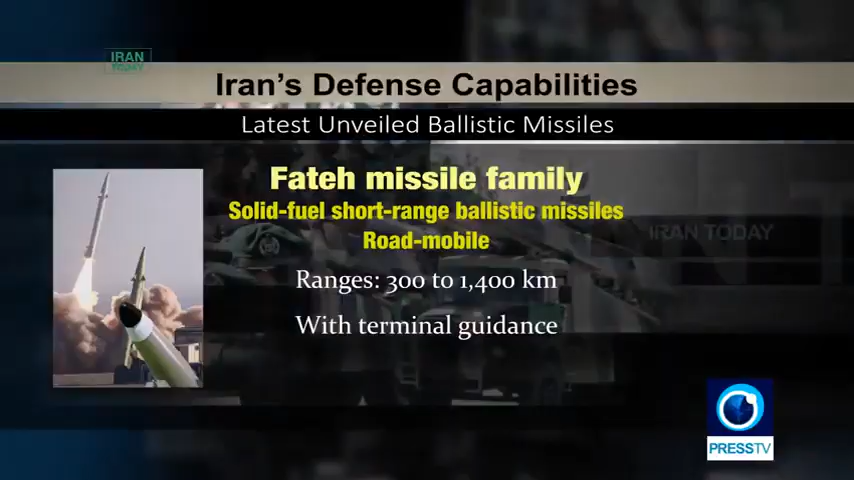 IRAN
TODAY
Iran's Defense Capabilities
Latest Unveiled Ballistic Missiles
Fateh missile family
Solid-fuel short-range ballistic missiles
Road-mobile
IRAN TODAY
Ranges: 300 to 1,400 km
With terminal guidance
PRESSTV